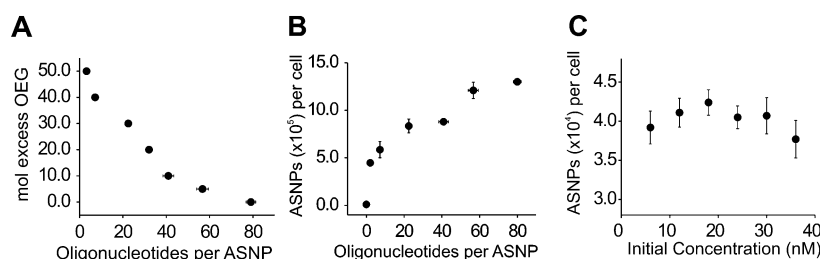 A
mol excess OEG
50.0
40.0
30.0
20.0
10.0
0.0
0 20 40 60 80
Oligonucleotides per ASNP
B
ASNPs (x10⁵) per cell
15.0
10.0
5.0
0.0
0 20 40 60 80
Oligonucleotides per ASNP
C
ASNPs (x10⁴) per cell
4.5
4.0
3.5
3.0
0 10 20 30 40
Initial Concentration (nM)